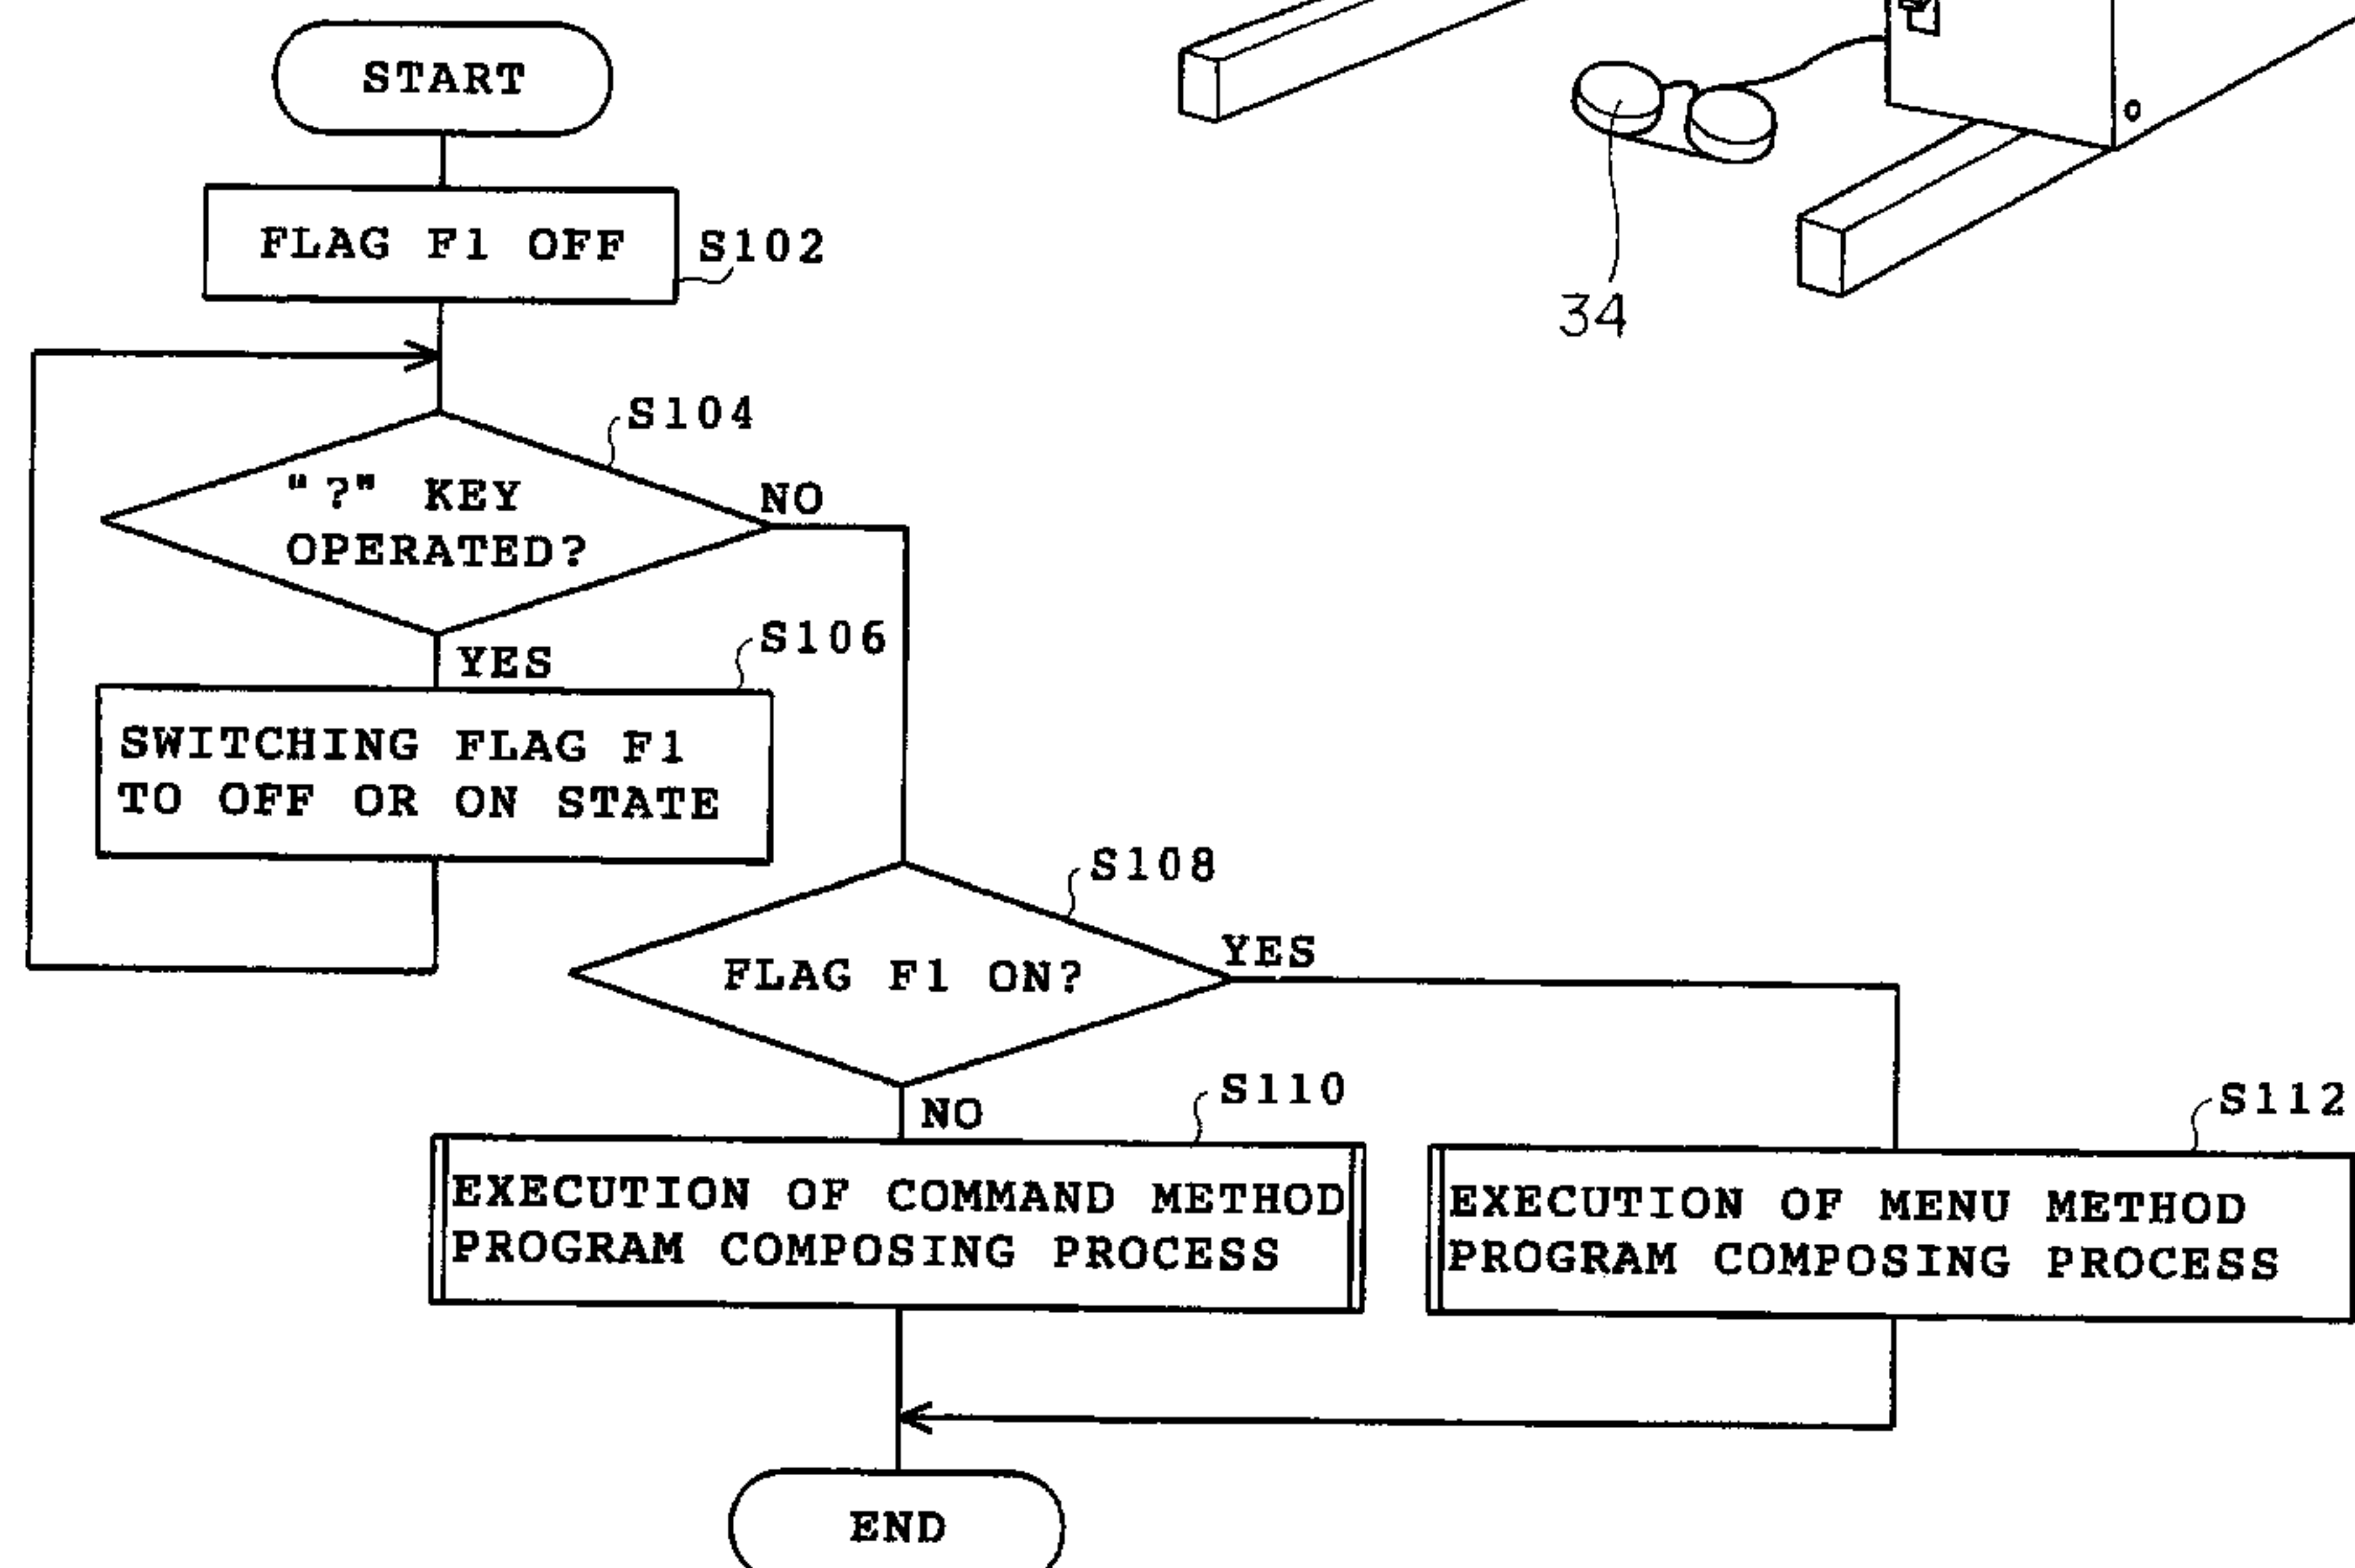 START
FLAG F1 OFF
S102
34
S104
"?" KEY
OPERATED?
NO
YES
S106
SWITCHING FLAG F1
TO OFF OR ON STATE
S108
FLAG F1 ON?
YES
NO
S110
EXECUTION OF COMMAND METHOD
PROGRAM COMPOSING PROCESS
S112
EXECUTION OF MENU METHOD
PROGRAM COMPOSING PROCESS
END